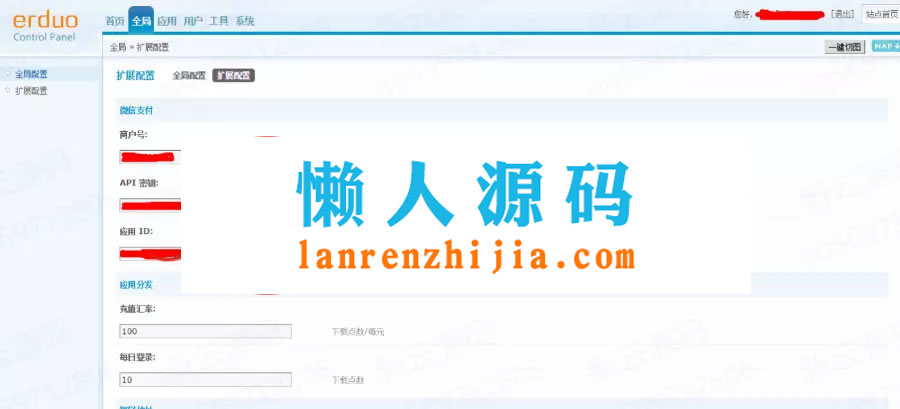 erduo
Control Panel
首页 全局 应用 用户 工具 系统
您好, [退出] 站点首页
全局 » 扩展配置
一键切图 MAP
全局配置
扩展配置
扩展配置 全局配置 扩展配置
微信支付
商户号:
API 密钥:
应用 ID:
懒人源码
lanrenzhijia.com
应用分发
充值汇率:
100 下载点数/每元
每日登录:
10 下载点数